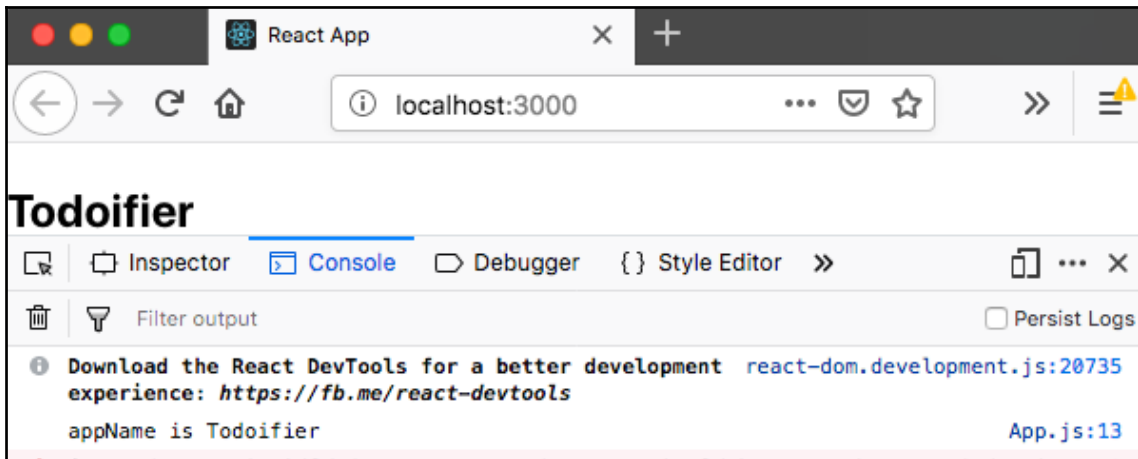 React App
localhost:3000
Todoifier
Inspector Console Debugger { } Style Editor
Filter output Persist Logs
Download the React DevTools for a better development react-dom.development.js:20735
experience: https://fb.me/react-devtools
appName is Todoifier App.js:13